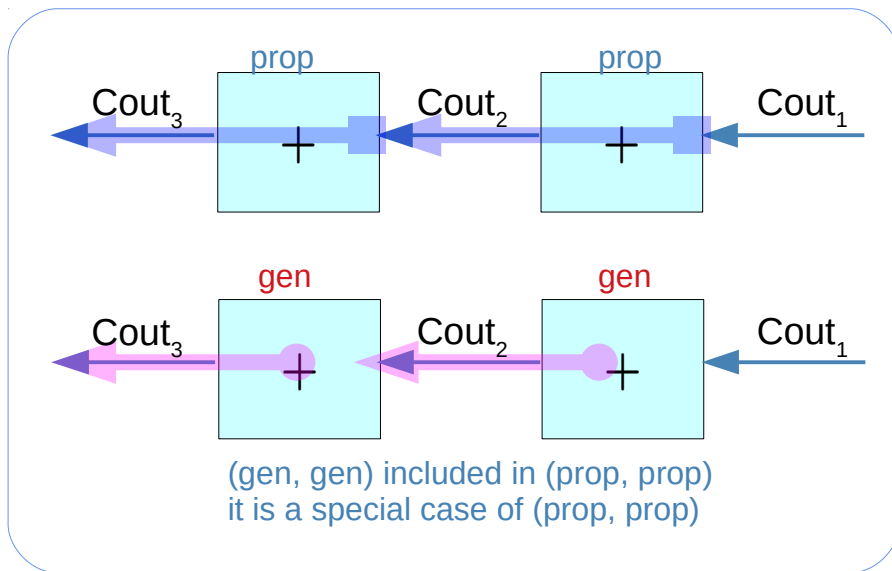 prop prop
Cout3 Cout2 Cout1
+ +
gen gen
Cout3 Cout2 Cout1
+ +
(gen, gen) included in (prop, prop)
it is a special case of (prop, prop)